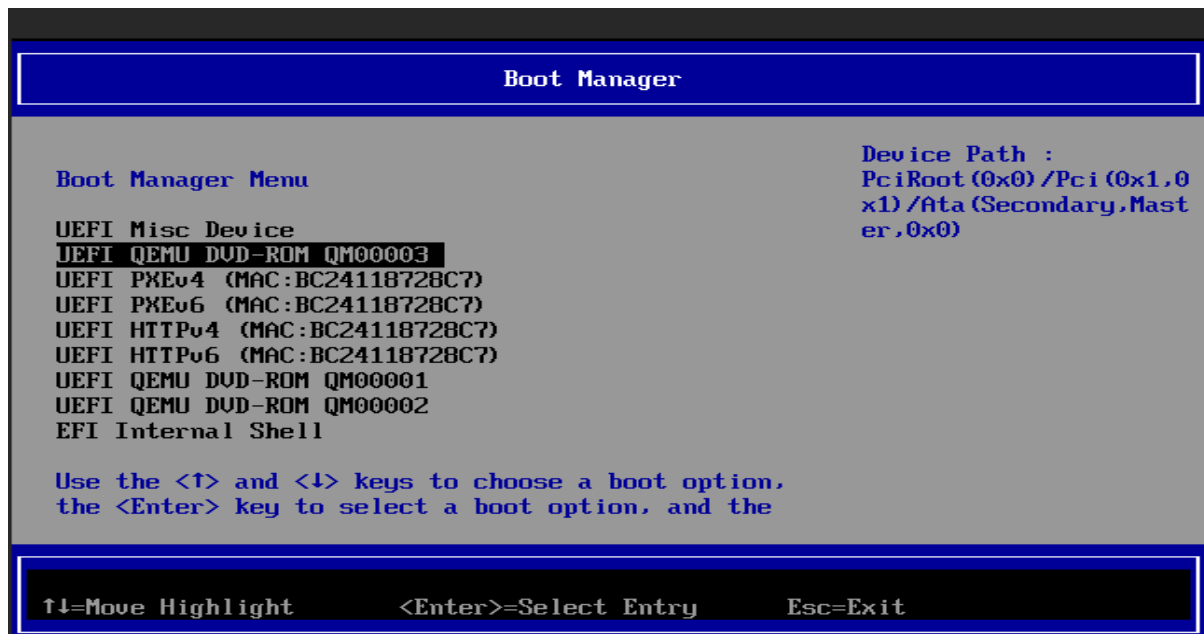 Boot Manager
Boot Manager Menu
UEFI Misc Device
UEFI QEMU DVD-ROM QM00003
UEFI PXEv4 (MAC:BC24118728C7)
UEFI PXEv6 (MAC:BC24118728C7)
UEFI HTTPv4 (MAC:BC24118728C7)
UEFI HTTPv6 (MAC:BC24118728C7)
UEFI QEMU DVD-ROM QM00001
UEFI QEMU DVD-ROM QM00002
EFI Internal Shell
Use the <↑> and <↓> keys to choose a boot option,
the <Enter> key to select a boot option, and the
Device Path :
PciRoot(0x0)/Pci(0x1,0
x1)/Ata(Secondary,Mast
er,0x0)
↑↓=Move Highlight <Enter>=Select Entry Esc=Exit